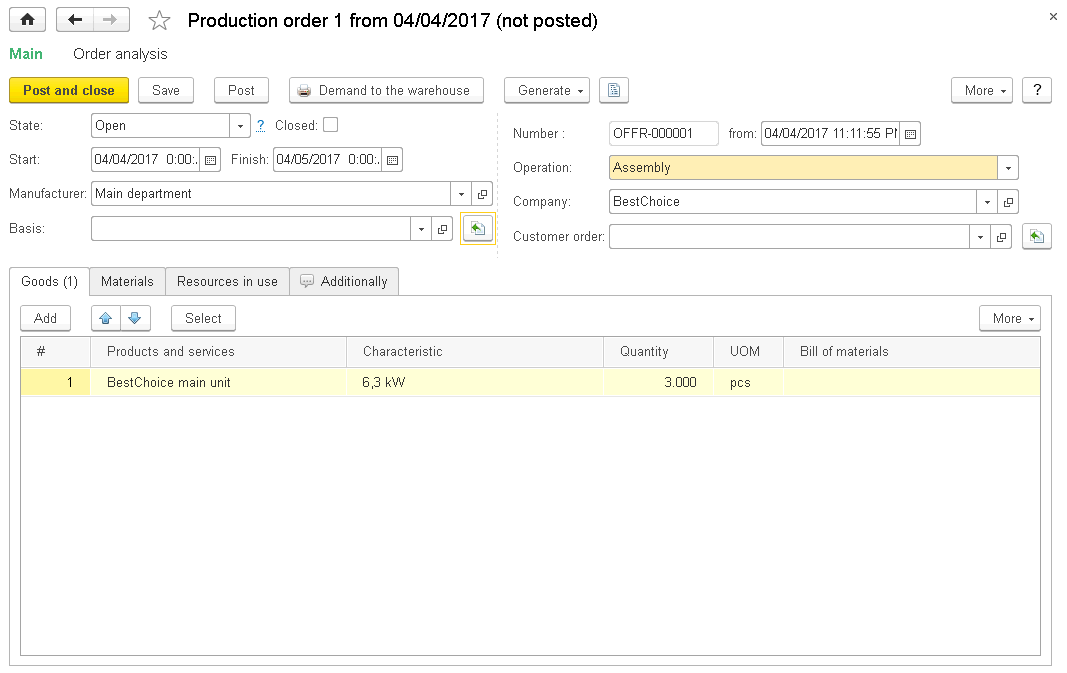 Production order 1 from 04/04/2017 (not posted)
Main Order analysis
Post and close Save Post Demand to the warehouse Generate More ?
State: Open ? Closed:
Number : OFFR-000001 from: 04/04/2017 11:11:55 PM
Start: 04/04/2017 0:00:. Finish: 04/05/2017 0:00:.
Operation: Assembly
Manufacturer: Main department
Company: BestChoice
Basis:
Customer order:
Goods (1) Materials Resources in use Additionally
Add Select More
# Products and services Characteristic Quantity UOM Bill of materials
1 BestChoice main unit 6,3 kW 3.000 pcs